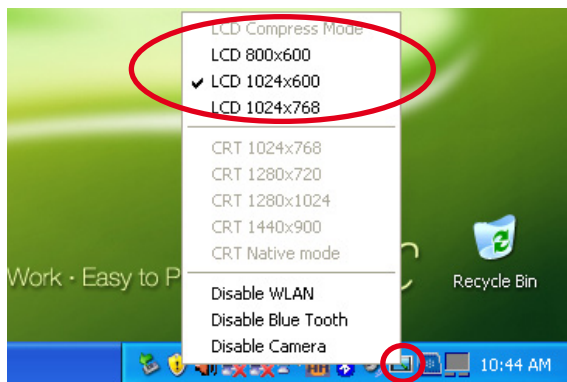 LCD Compress Mode
LCD 800x600
LCD 1024x600
LCD 1024x768
CRT 1024x768
CRT 1280x720
CRT 1280x1024
CRT 1440x900
CRT Native mode
Work · Easy to P
Recycle Bin
Disable WLAN
Disable Blue Tooth
Disable Camera
10:44 AM